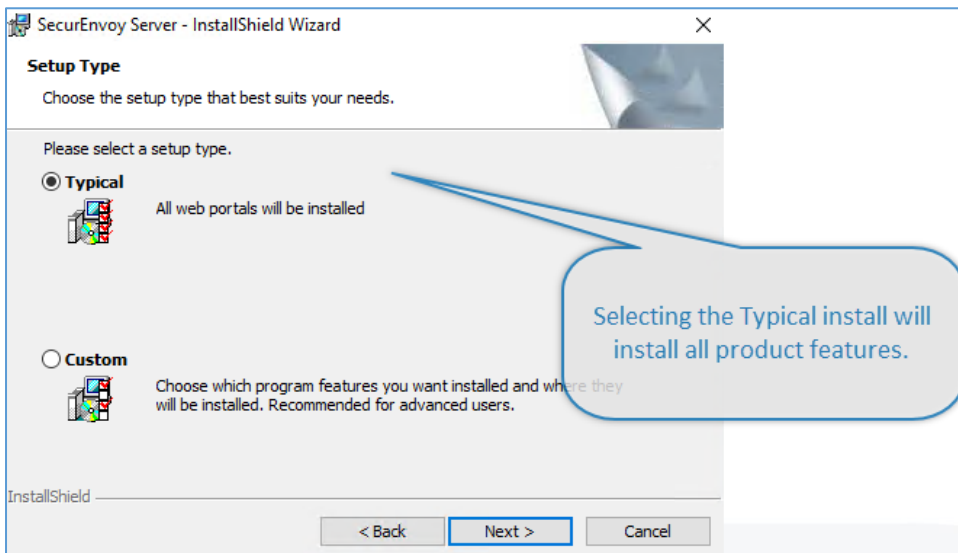 SecurEnvoy Server - InstallShield Wizard
Setup Type
Choose the setup type that best suits your needs.
Please select a setup type.
Typical
All web portals will be installed
Selecting the Typical install will
install all product features.
Custom
Choose which program features you want installed and where they
will be installed. Recommended for advanced users.
InstallShield
< Back
Next >
Cancel